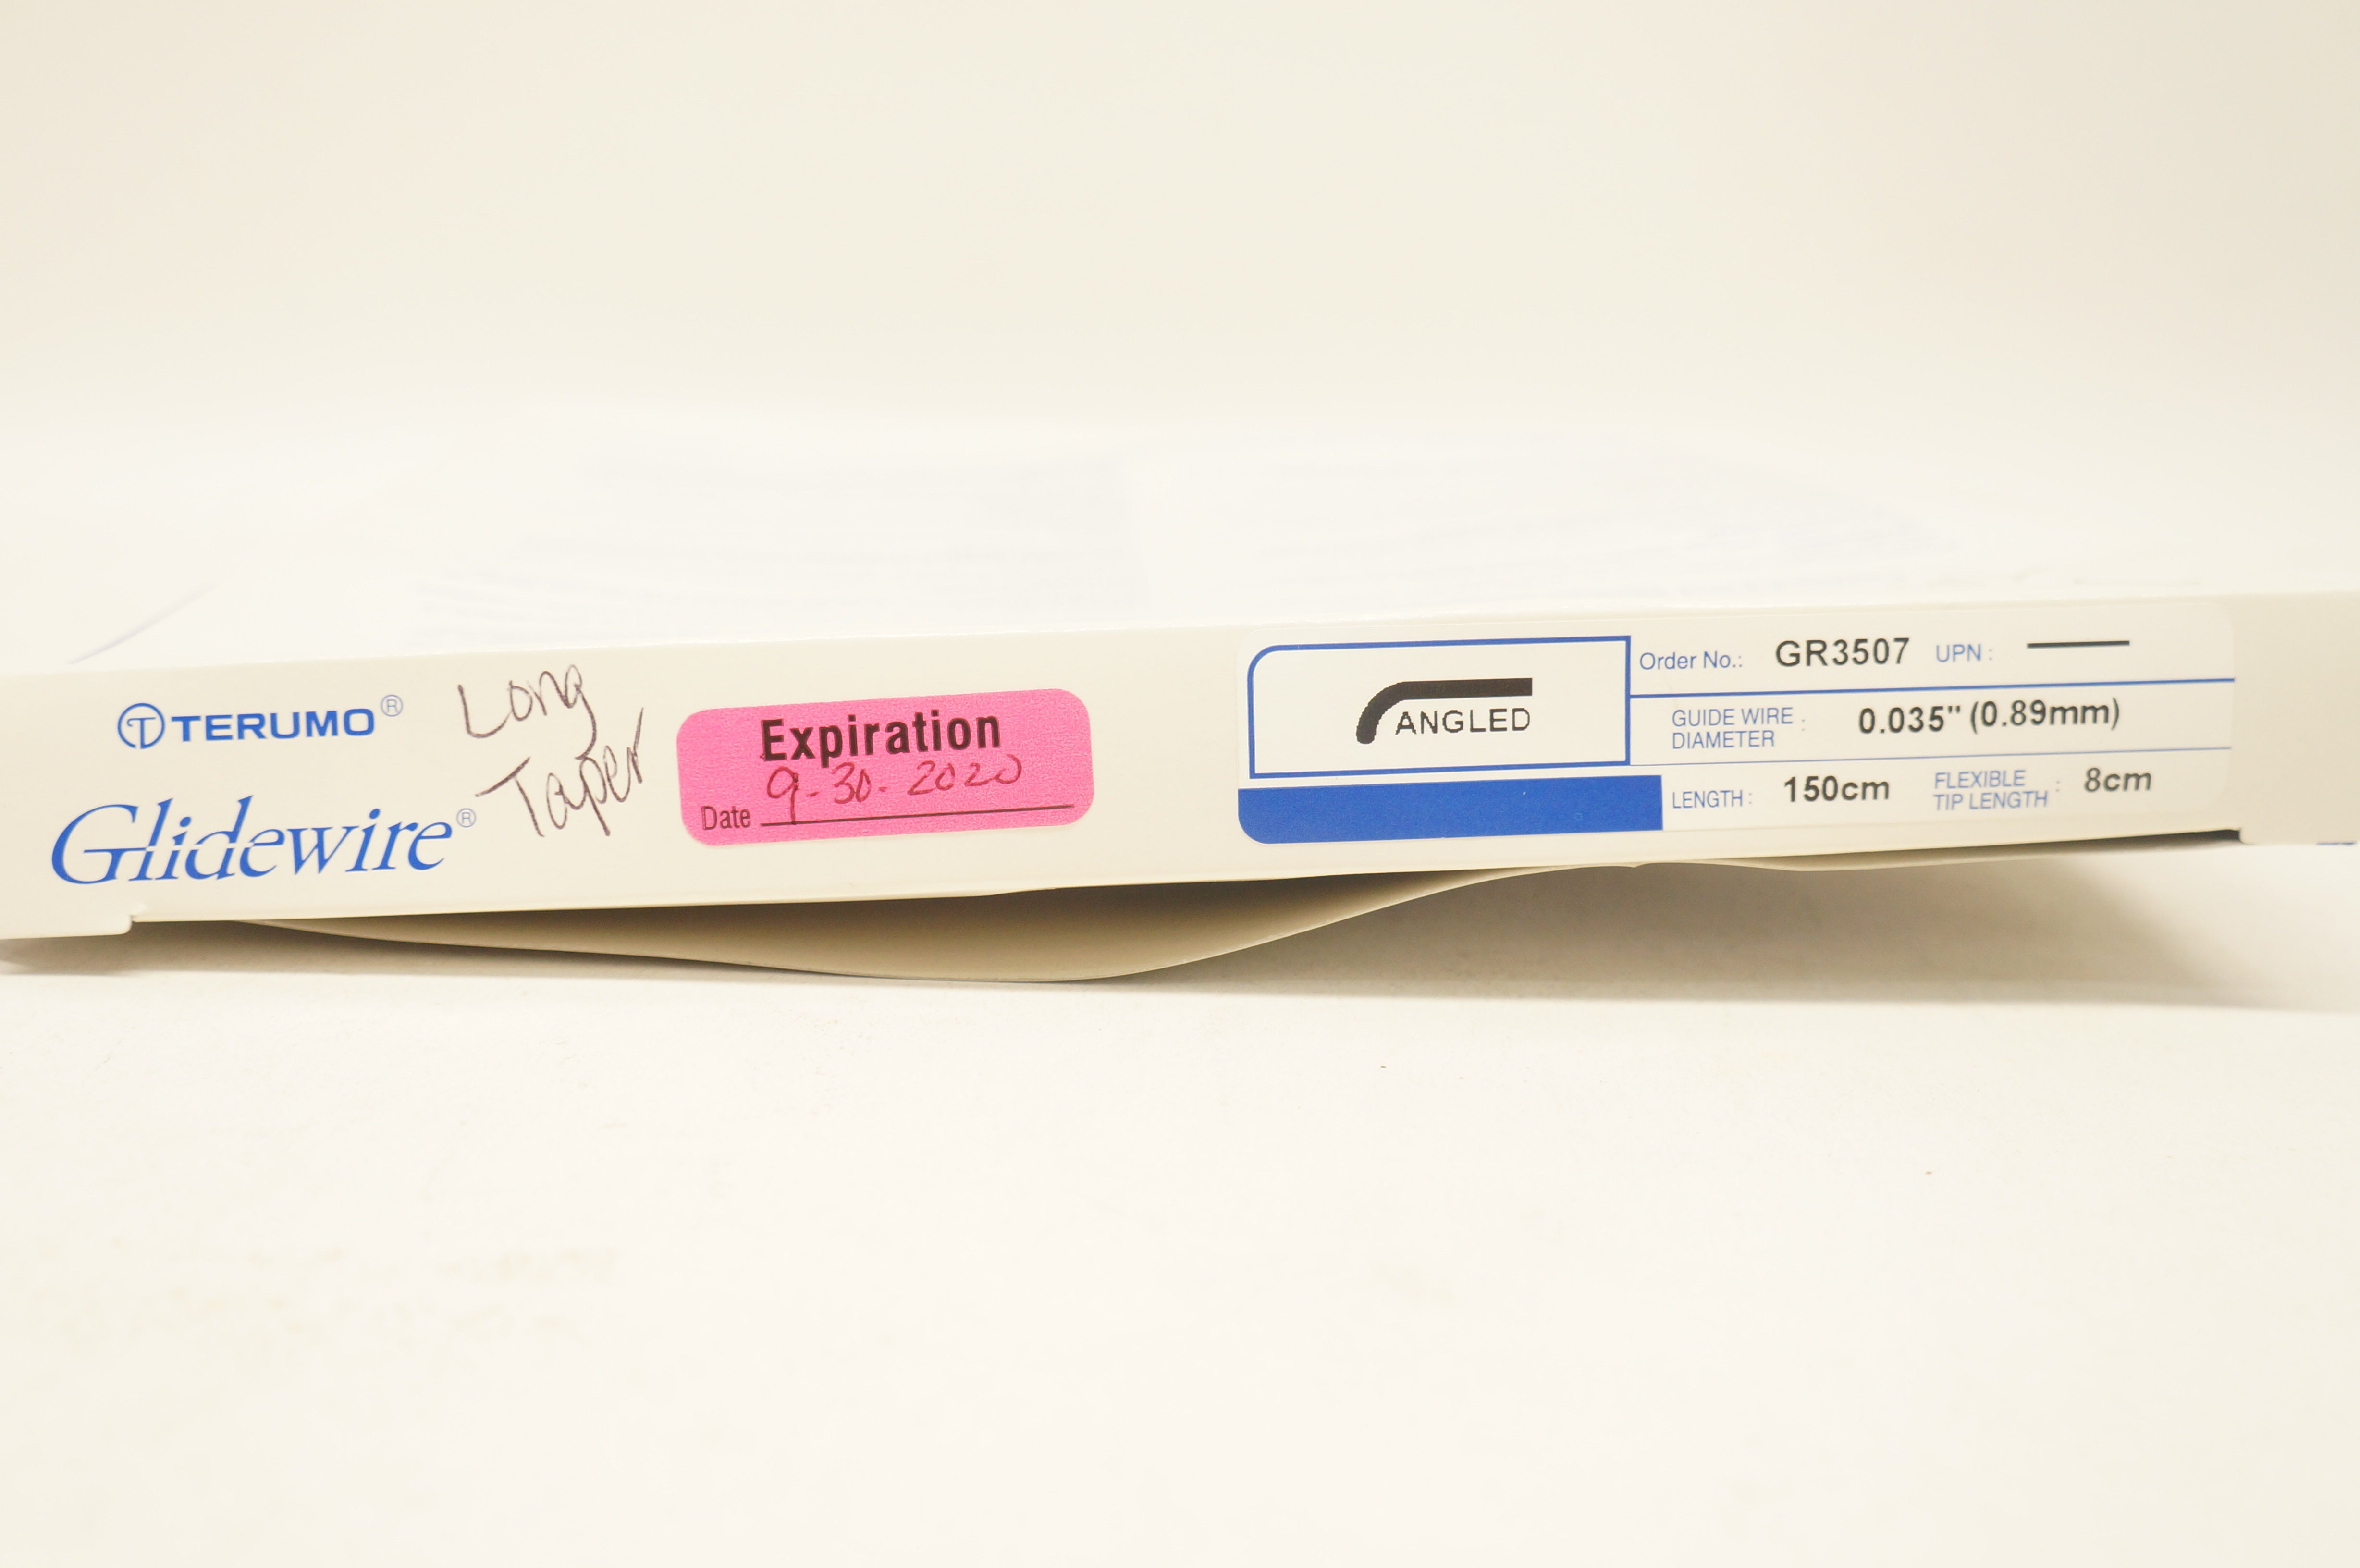 TERUMO®
Glidewire®
Long
Taper
Expiration
Date 9-30-2020
ANGLED
Order No.: GR3507 UPN: ——
GUIDE WIRE DIAMETER : 0.035" (0.89mm)
LENGTH: 150cm FLEXIBLE TIP LENGTH : 8cm